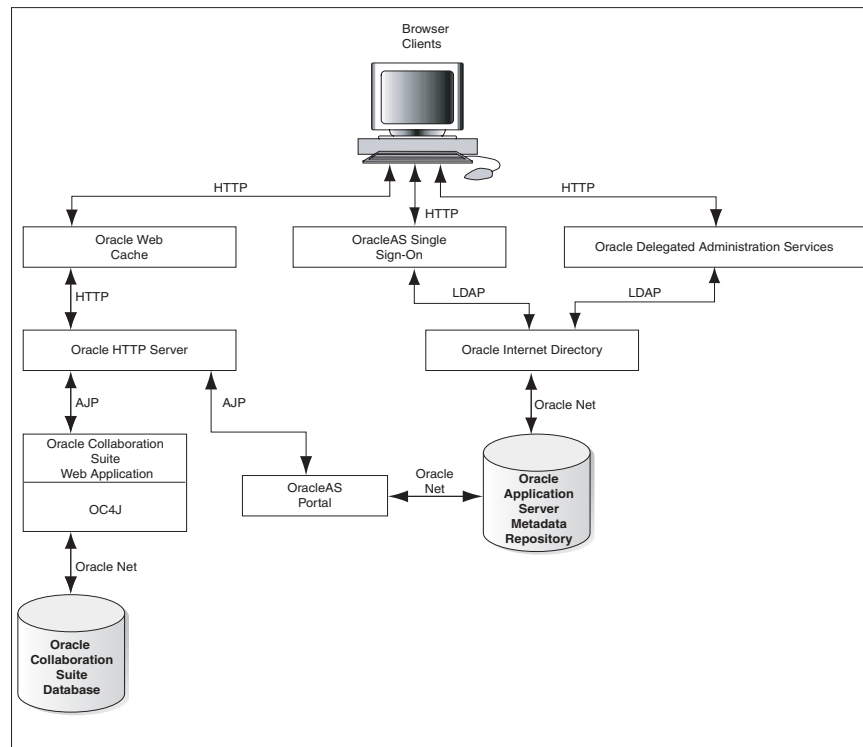 Browser
Clients
HTTP
HTTP
HTTP
Oracle Web
Cache
OracleAS Single
Sign-On
Oracle Delegated Administration Services
HTTP
LDAP
LDAP
Oracle HTTP Server
Oracle Internet Directory
AJP
AJP
Oracle Net
Oracle Collaboration
Suite
Web Application
OC4J
OracleAS
Portal
Oracle
Net
Oracle
Application
Server
Metadata
Repository
Oracle Net
Oracle
Collaboration
Suite
Database